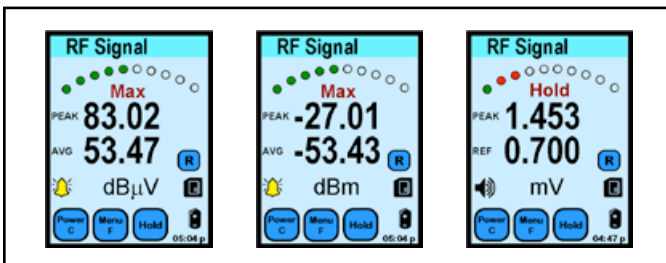 RF Signal
Max
PEAK 83.02
AVG 53.47 R
dBµV
Power C Menu F Hold
05:04 p
RF Signal
Max
PEAK -27.01
AVG -53.43 R
dBm
Power C Menu F Hold
05:04 p
RF Signal
Hold
PEAK 1.453
REF 0.700 R
mV
Power C Menu F Hold
04:47 p